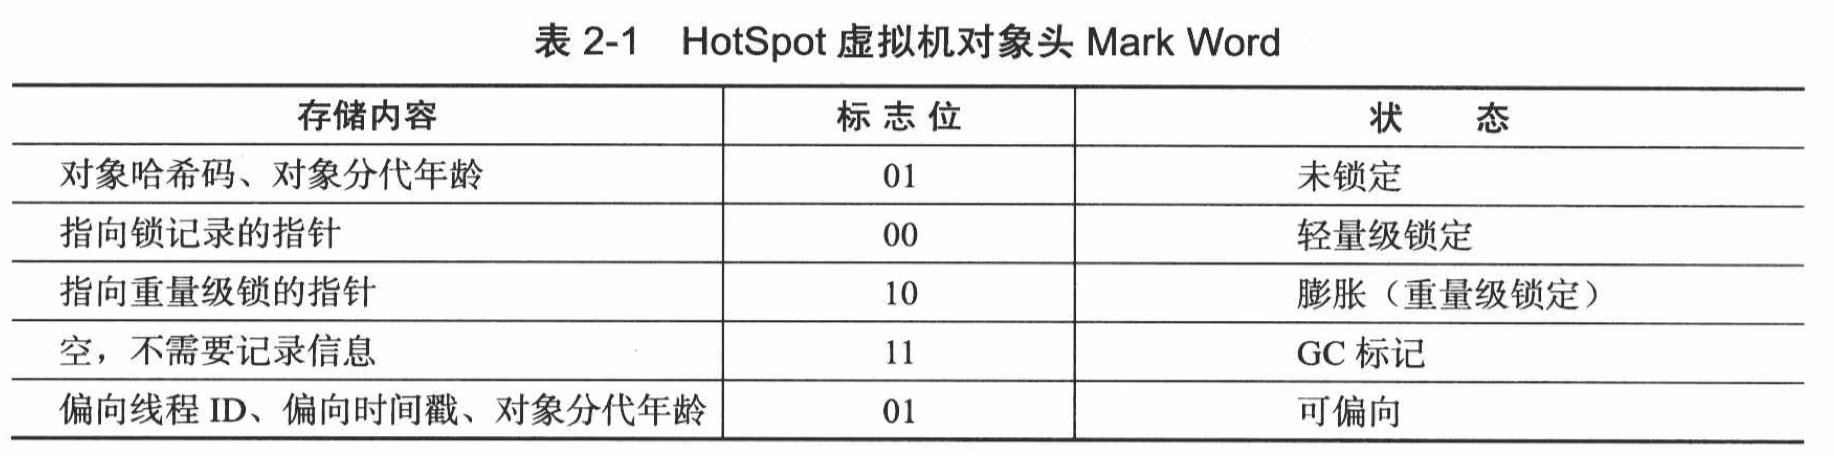 表 2-1 HotSpot 虚拟机对象头 Mark Word
存储内容 标志位 状态
对象哈希码、对象分代年龄 01 未锁定
指向锁记录的指针 00 轻量级锁定
指向重量级锁的指针 10 膨胀（重量级锁定）
空，不需要记录信息 11 GC 标记
偏向线程 ID、偏向时间戳、对象分代年龄 01 可偏向